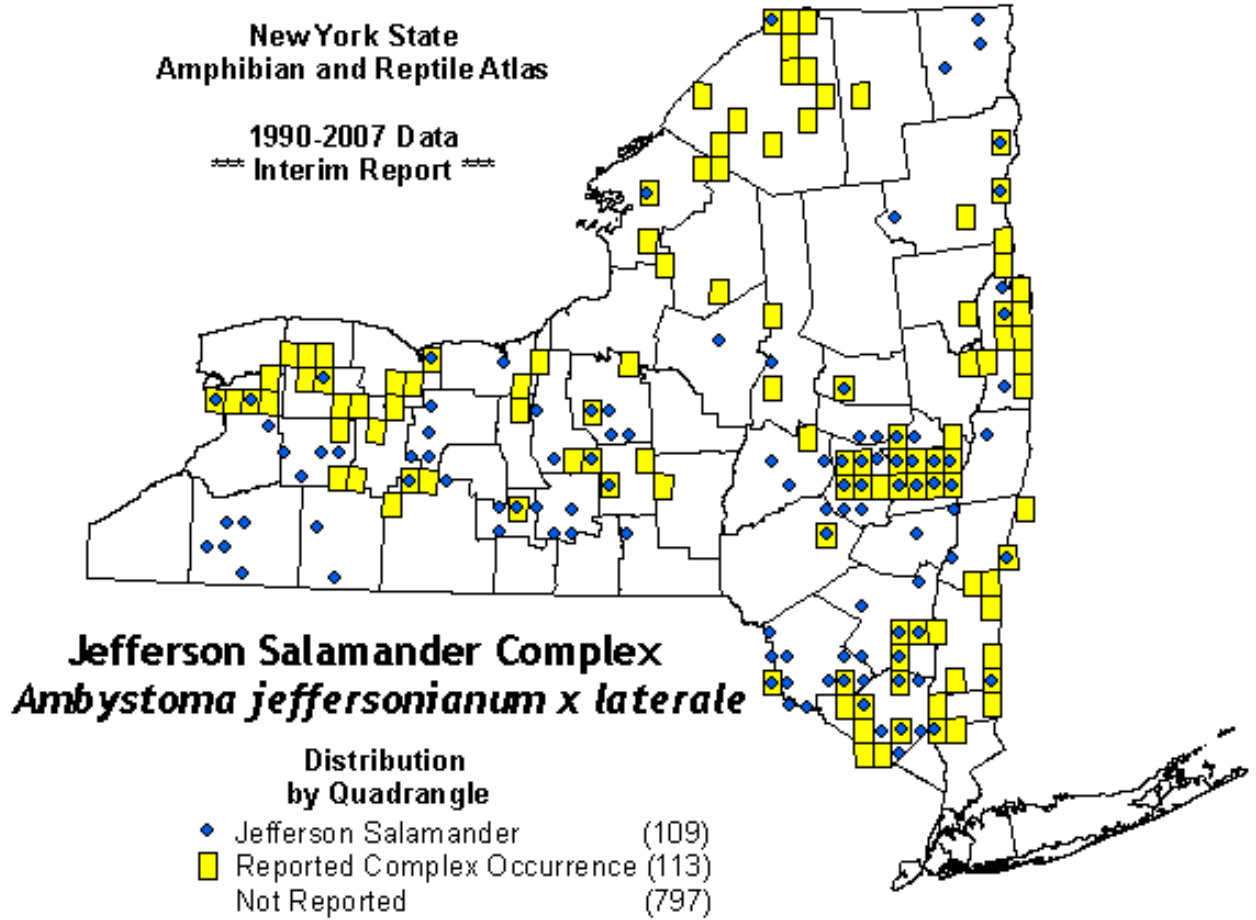 New York State
Amphibian and Reptile Atlas
1990-2007 Data
*** Interim Report ***
Jefferson Salamander Complex
Ambystoma jeffersonianum x laterale
Distribution
by Quadrangle
Jefferson Salamander (109)
Reported Complex Occurrence (113)
Not Reported (797)